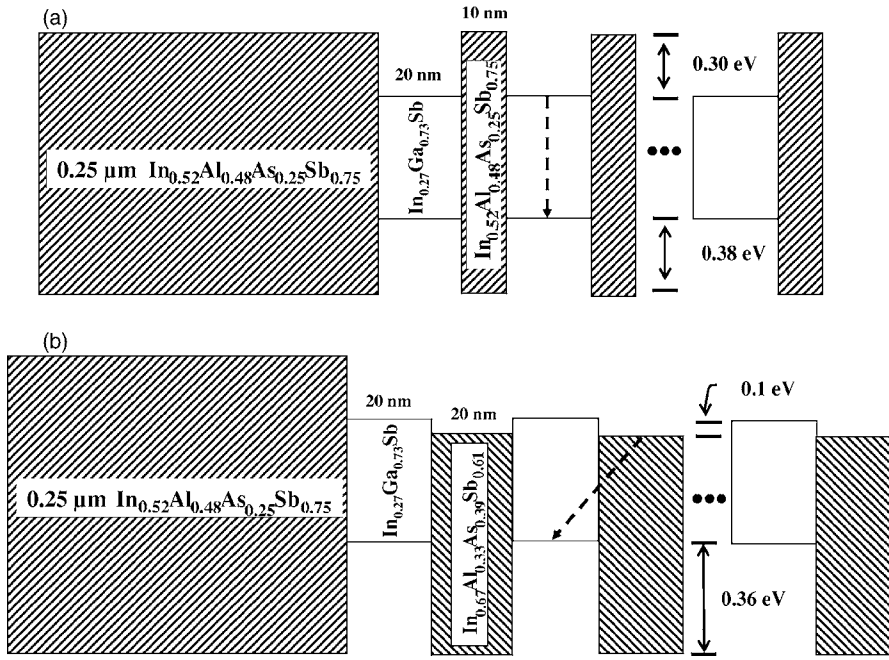 (a)
10 nm
20 nm
0.30 eV
0.25 μm In₀.₅₂Al₀.₄₈As₀.₂₅Sb₀.₇₅
In₀.₂₇Ga₀.₇₃Sb
In₀.₅₂Al₀.₄₈As₀.₂₅Sb₀.₇₅
0.38 eV
(b)
20 nm
20 nm
0.1 eV
0.25 μm In₀.₅₂Al₀.₄₈As₀.₂₅Sb₀.₇₅
In₀.₂₇Ga₀.₇₃Sb
In₀.₆₇Al₀.₃₃As₀.₃₉Sb₀.₆₁
0.36 eV